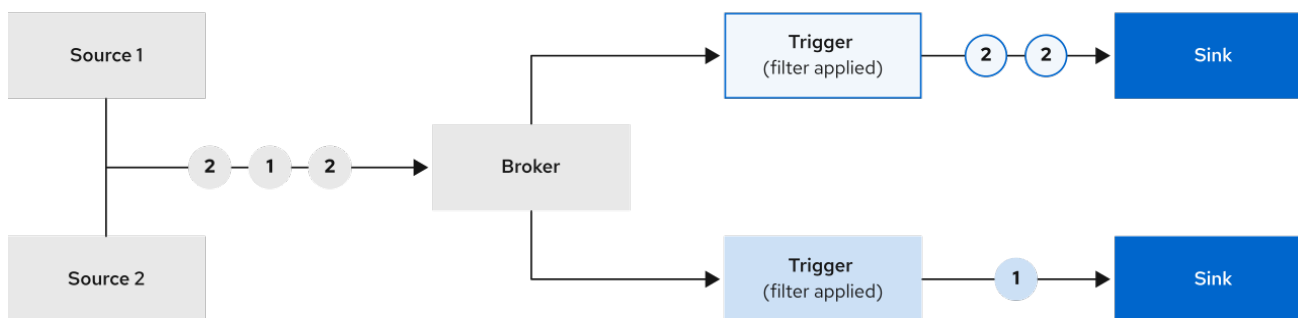 Source 1
Source 2
2 1 2
Broker
Trigger
(filter applied)
2 2
Sink
Trigger
(filter applied)
1
Sink